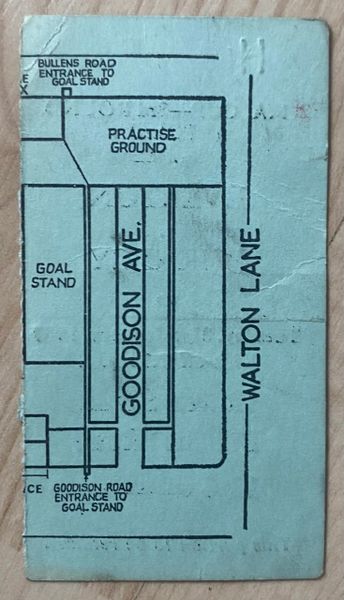 BULLENS ROAD
ENTRANCE TO
GOAL STAND
E
X
PRACTISE
GROUND
GOAL
STAND
GOODISON AVE.
WALTON LANE
CE
GOODISON ROAD
ENTRANCE TO
GOAL STAND